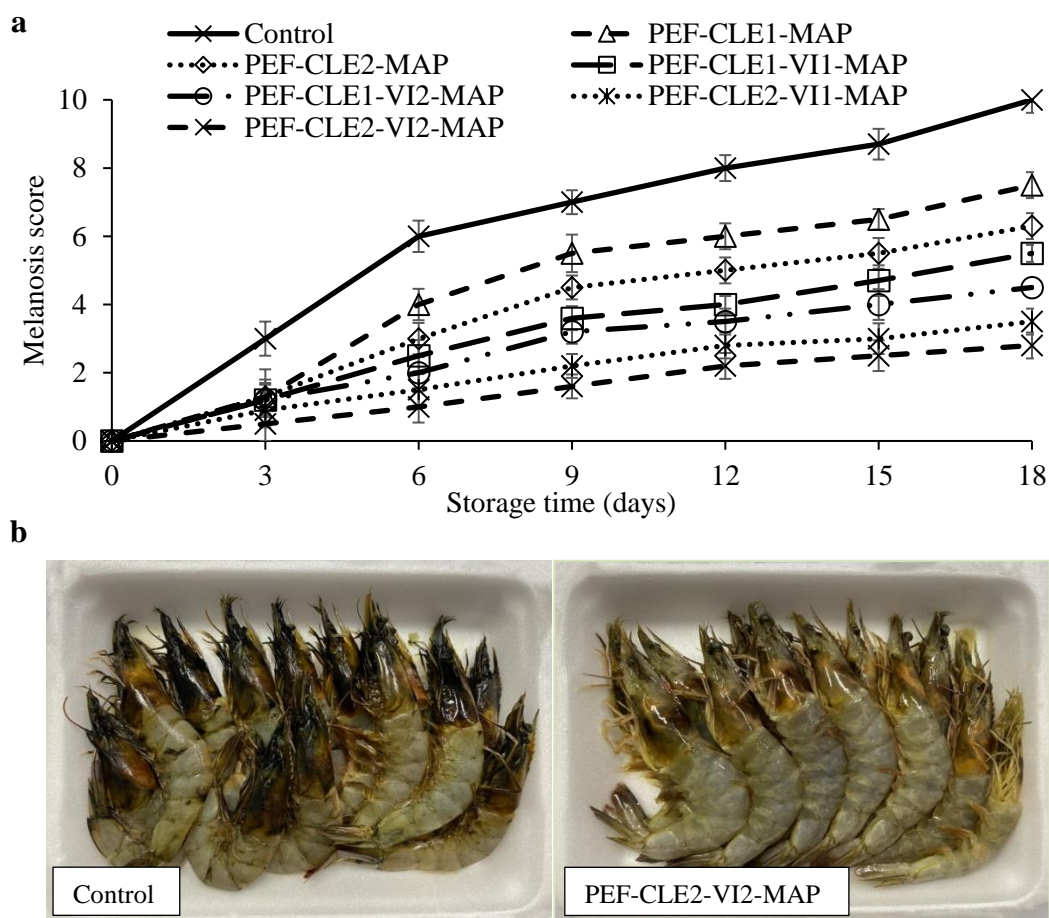 a
Control
PEF-CLE1-MAP
PEF-CLE2-MAP
PEF-CLE1-VI1-MAP
PEF-CLE1-VI2-MAP
PEF-CLE2-VI1-MAP
PEF-CLE2-VI2-MAP
10
8
6
4
2
0
Melanosis score
0 3 6 9 12 15 18
Storage time (days)
b
Control
PEF-CLE2-VI2-MAP